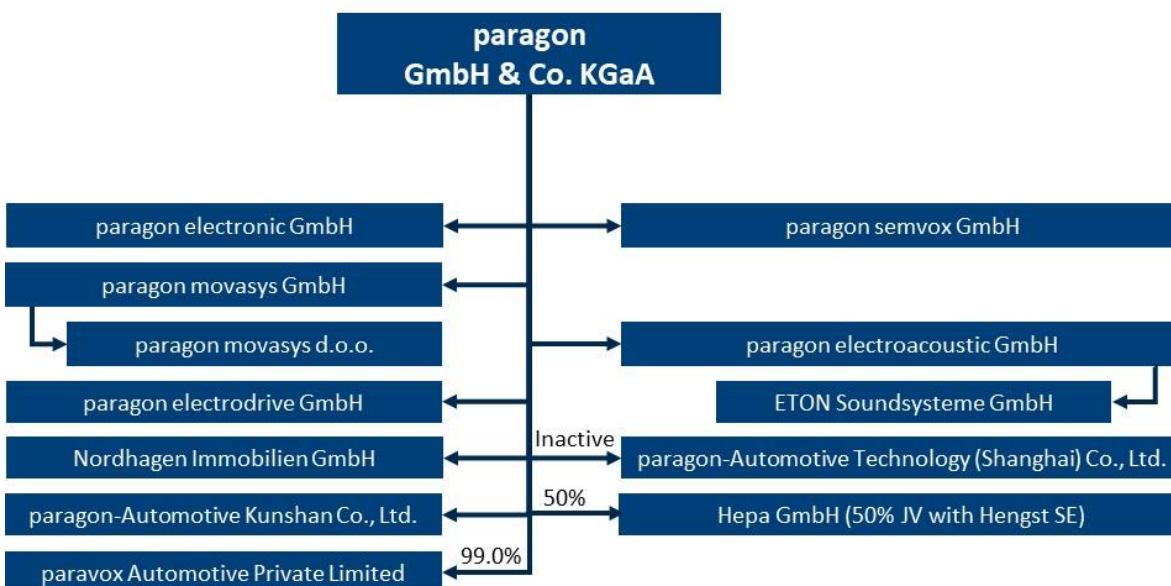 paragon
GmbH & Co. KGaA
paragon electronic GmbH
paragon semvox GmbH
paragon movasys GmbH
paragon movasys d.o.o.
paragon electroacoustic GmbH
paragon electrodrive GmbH
ETON Soundsysteme GmbH
Inactive
Nordhagen Immobilien GmbH
paragon-Automotive Technology (Shanghai) Co., Ltd.
50%
paragon-Automotive Kunshan Co., Ltd.
Hepa GmbH (50% JV with Hengst SE)
99.0%
paravox Automotive Private Limited